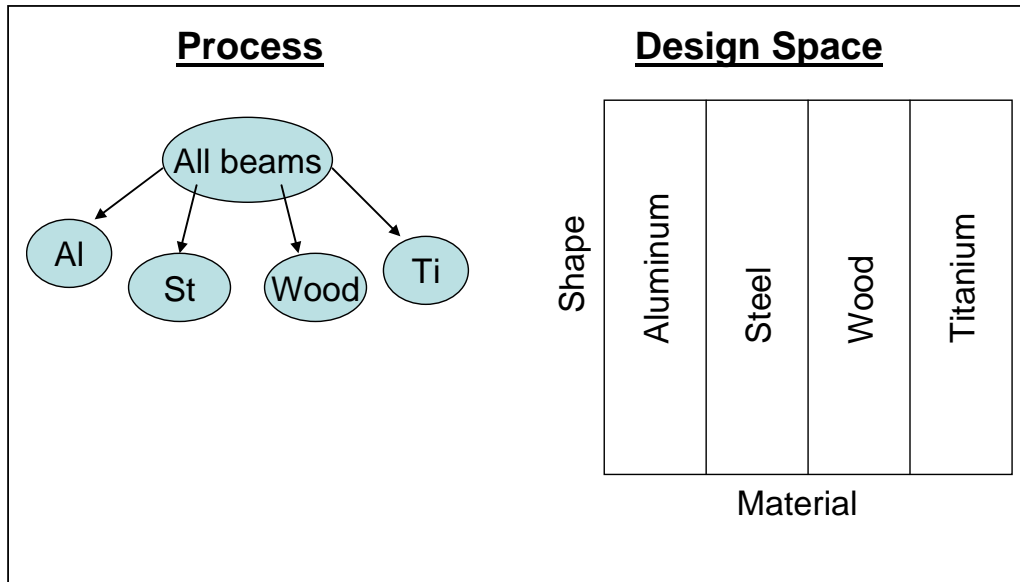 Process
All beams
Al
St
Wood
Ti
Design Space
Shape
Aluminum
Steel
Wood
Titanium
Material